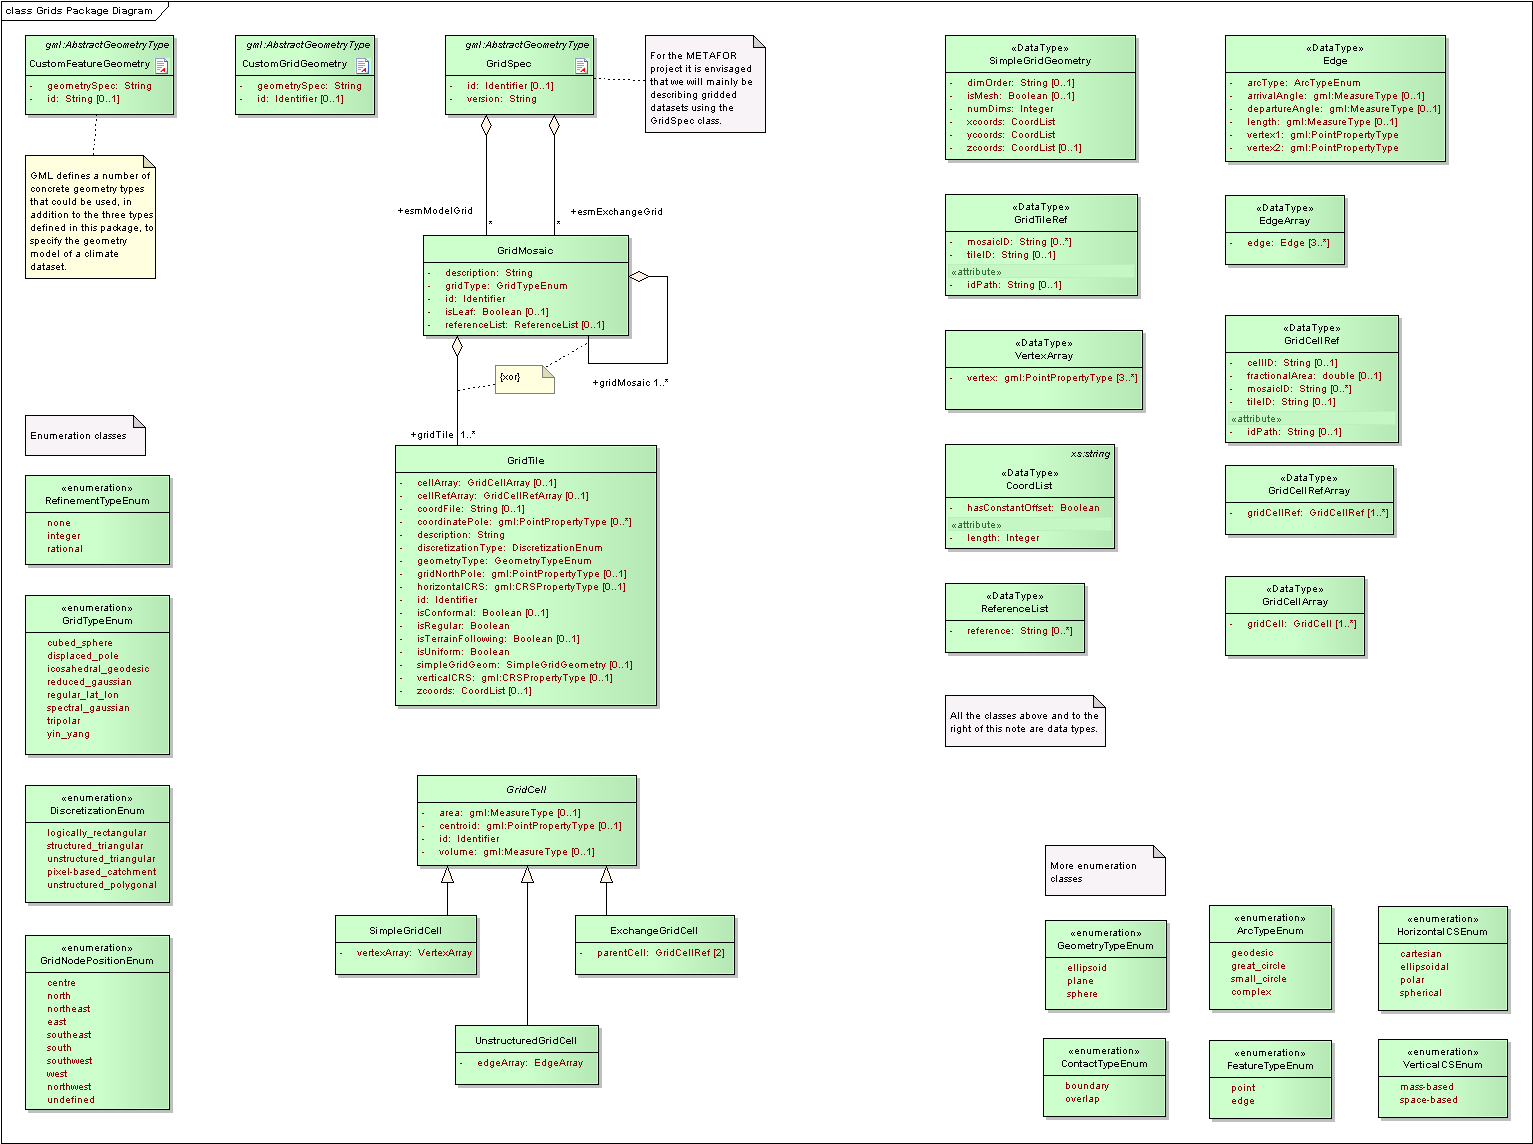 class Grids Package Diagram
gml:AbstractGeometryType
CustomFeatureGeometry
- geometrySpec: String
- id: String [0..1]
gml:AbstractGeometryType
CustomGridGeometry
- geometrySpec: String
- id: Identifier [0..1]
gml:AbstractGeometryType
GridSpec
- id: Identifier [0..1]
- version: String
For the METAFOR
project it is envisaged
that we will mainly be
describing gridded
datasets using the
GridSpec class.
GML defines a number of
concrete geometry types
that could be used, in
addition to the three types
defined in this package, to
specify the geometry
model of a climate
dataset.
+esmModelGrid
*
+esmExchangeGrid
*
GridMosaic
- description: String
- gridType: GridTypeEnum
- id: Identifier
- isLeaf: Boolean [0..1]
- referenceList: ReferenceList [0..1]
{xor}
+gridMosaic 1..*
+gridTile 1..*
GridTile
- cellArray: GridCellArray [0..1]
- cellRefArray: GridCellRefArray [0..1]
- coordFile: String [0..1]
- coordinatePole: gml:PointPropertyType [0..*]
- description: String
- discretizationType: DiscretizationEnum
- geometryType: GeometryTypeEnum
- gridNorthPole: gml:PointPropertyType [0..1]
- horizontalCRS: gml:CRSPropertyType [0..1]
- id: Identifier
- isConformal: Boolean [0..1]
- isRegular: Boolean
- isTerrainFollowing: Boolean [0..1]
- isUniform: Boolean
- simpleGridGeom: SimpleGridGeometry [0..1]
- verticalCRS: gml:CRSPropertyType [0..1]
- zcoords: CoordList [0..1]
Enumeration classes
«enumeration»
RefinementTypeEnum
none
integer
rational
«enumeration»
GridTypeEnum
cubed_sphere
displaced_pole
icosahedral_geodesic
reduced_gaussian
regular_lat_lon
spectral_gaussian
tripolar
yin_yang
«enumeration»
DiscretizationEnum
logically_rectangular
structured_triangular
unstructured_triangular
pixel-based_catchment
unstructured_polygonal
«enumeration»
GridNodePositionEnum
centre
north
northeast
east
southeast
south
southwest
west
northwest
undefined
GridCell
- area: gml:MeasureType [0..1]
- centroid: gml:PointPropertyType [0..1]
- id: Identifier
- volume: gml:MeasureType [0..1]
SimpleGridCell
- vertexArray: VertexArray
ExchangeGridCell
- parentCell: GridCellRef [2]
UnstructuredGridCell
- edgeArray: EdgeArray
«DataType»
SimpleGridGeometry
- dimOrder: String [0..1]
- isMesh: Boolean [0..1]
- numDims: Integer
- xcoords: CoordList
- ycoords: CoordList
- zcoords: CoordList [0..1]
«DataType»
Edge
- arcType: ArcTypeEnum
- arrivalAngle: gml:MeasureType [0..1]
- departureAngle: gml:MeasureType [0..1]
- length: gml:MeasureType [0..1]
- vertex1: gml:PointPropertyType
- vertex2: gml:PointPropertyType
«DataType»
GridTileRef
- mosaicID: String [0..*]
- tileID: String [0..1]
«attribute»
- idPath: String [0..1]
«DataType»
EdgeArray
- edge: Edge [3..*]
«DataType»
VertexArray
- vertex: gml:PointPropertyType [3..*]
«DataType»
GridCellRef
- cellID: String [0..1]
- fractionalArea: double [0..1]
- mosaicID: String [0..*]
- tileID: String [0..1]
«attribute»
- idPath: String [0..1]
xs:string
«DataType»
CoordList
- hasConstantOffset: Boolean
«attribute»
- length: Integer
«DataType»
GridCellRefArray
- gridCellRef: GridCellRef [1..*]
«DataType»
ReferenceList
- reference: String [0..*]
«DataType»
GridCellArray
- gridCell: GridCell [1..*]
All the classes above and to the
right of this note are data types.
More enumeration
classes
«enumeration»
GeometryTypeEnum
ellipsoid
plane
sphere
«enumeration»
ArcTypeEnum
geodesic
great_circle
small_circle
complex
«enumeration»
HorizontalCSEnum
cartesian
ellipsoidal
polar
spherical
«enumeration»
ContactTypeEnum
boundary
overlap
«enumeration»
FeatureTypeEnum
point
edge
«enumeration»
VerticalCSEnum
mass-based
space-based